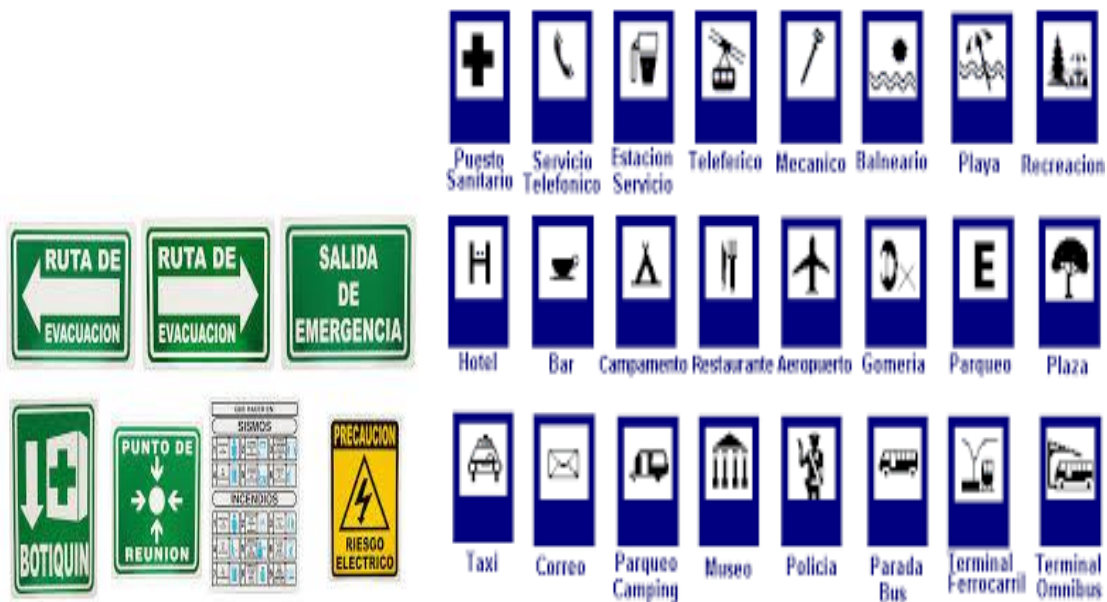 RUTA DE
EVACUACION
RUTA DE
EVACUACION
SALIDA
DE
EMERGENCIA
BOTIQUIN
PUNTO DE
REUNION
SISMOS
INCENDIOS
PRECAUCION
RIESGO
ELECTRICO
Puesto
Sanitario
Servicio
Telefonico
Estacion
Servicio
Teleferico
Mecanico
Balneario
Playa
Recreacion
H
Hotel
Bar
Campamento
Restaurante
Aeropuerto
Gomeria
E
Parqueo
Plaza
Taxi
Correo
Parqueo
Camping
Museo
Policia
Parada
Bus
Terminal
Ferrocarril
Terminal
Omnibus